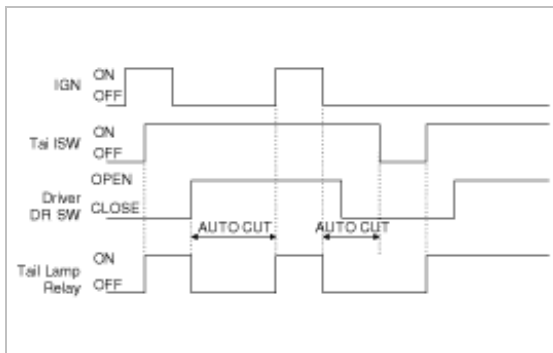 IGN ON
OFF
Tai lSW ON
OFF
OPEN
Driver
DR SW CLOSE
AUTO CUT AUTO CUT
Tail Lamp
Relay ON
OFF